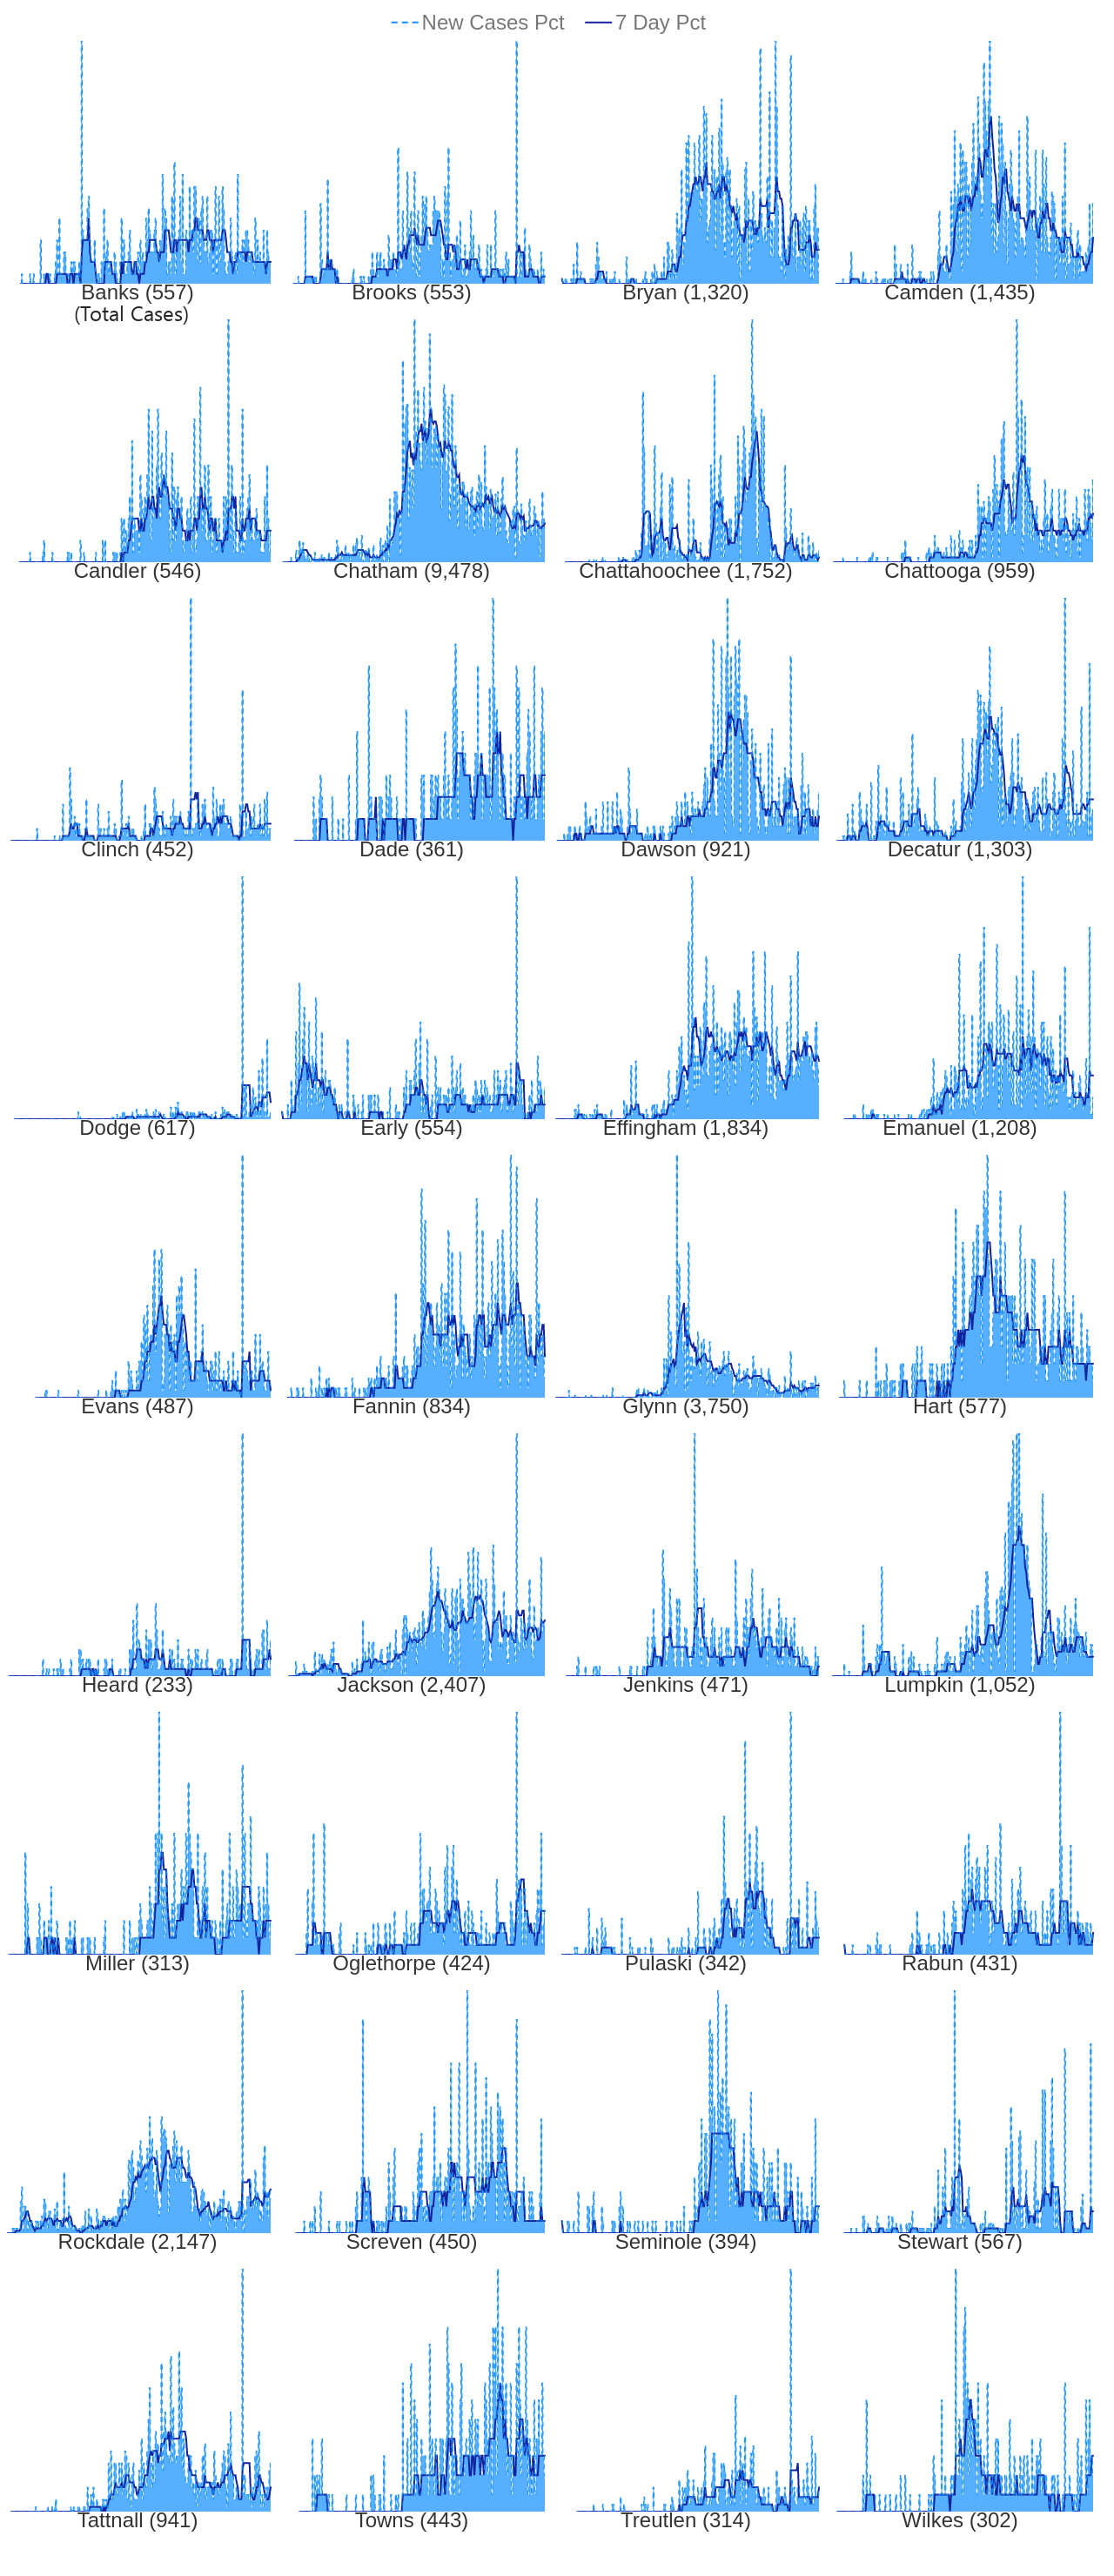 New Cases Pct 7 Day Pct
Banks (557) Brooks (553) Bryan (1,320) Camden (1,435)
(Total Cases)
Candler (546) Chatham (9,478) Chattahoochee (1,752) Chattooga (959)
Clinch (452) Dade (361) Dawson (921) Decatur (1,303)
Dodge (617) Early (554) Effingham (1,834) Emanuel (1,208)
Evans (487) Fannin (834) Glynn (3,750) Hart (577)
Heard (233) Jackson (2,407) Jenkins (471) Lumpkin (1,052)
Miller (313) Oglethorpe (424) Pulaski (342) Rabun (431)
Rockdale (2,147) Screven (450) Seminole (394) Stewart (567)
Tattnall (941) Towns (443) Treutlen (314) Wilkes (302)